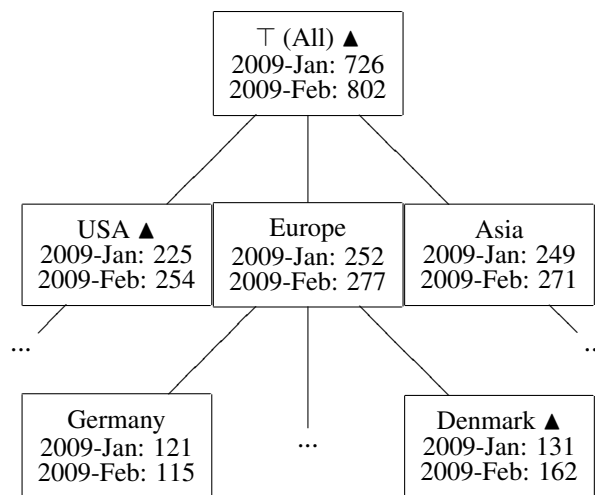 ⊤ (All) ▲
2009-Jan: 726
2009-Feb: 802
USA ▲
2009-Jan: 225
2009-Feb: 254
Europe
2009-Jan: 252
2009-Feb: 277
Asia
2009-Jan: 249
2009-Feb: 271
...
..
Germany
2009-Jan: 121
2009-Feb: 115
...
Denmark ▲
2009-Jan: 131
2009-Feb: 162